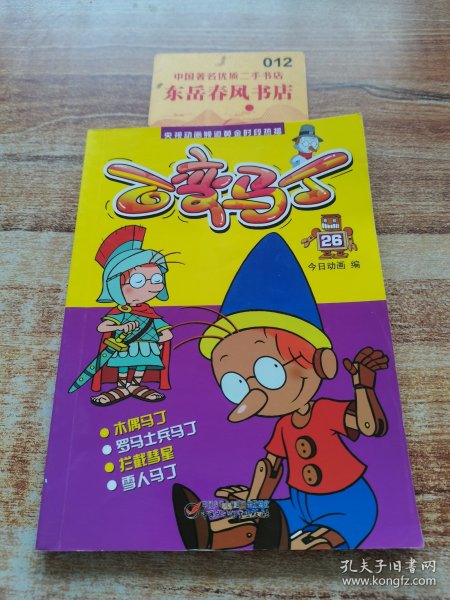 012
中国著名优质二手书店
东岳春风书店
央视动画频道黄金时段热播
百变马丁
26
今日动画 编
木偶马丁
罗马士兵马丁
拦截彗星
雪人马丁
孔夫子旧书网
www.kongfz.com